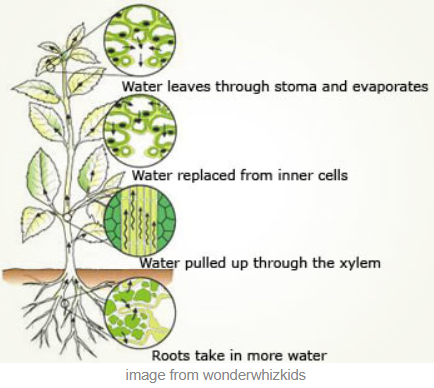 Water leaves through stoma and evaporates
Water replaced from inner cells
Water pulled up through the xylem
Roots take in more water
image from wonderwhizkids